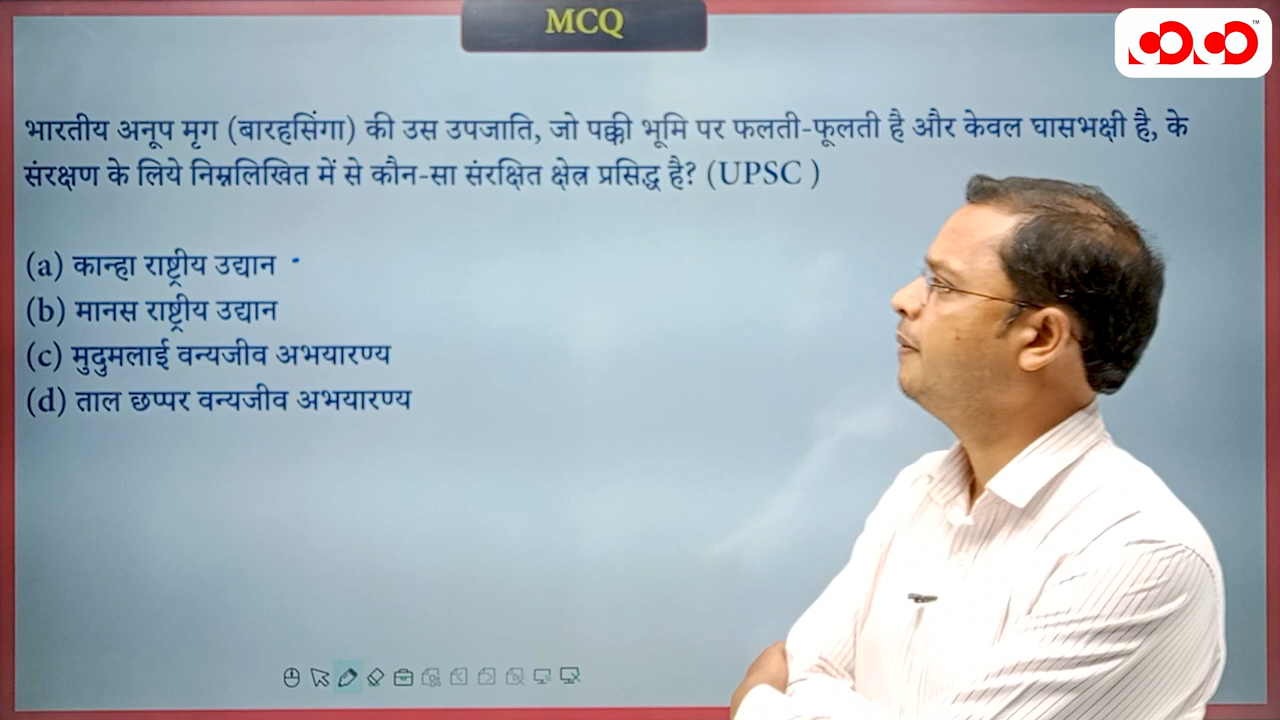 MCQ
भारतीय अनूप मृग (बारहसिंगा) की उस उपजाति, जो पक्की भूमि पर फलती-फूलती है और केवल घासभक्षी है, के
संरक्षण के लिये निम्नलिखित में से कौन-सा संरक्षित क्षेत्र प्रसिद्ध है? (UPSC )
(a) कान्हा राष्ट्रीय उद्यान
(b) मानस राष्ट्रीय उद्यान
(c) मुदुमलाई वन्यजीव अभयारण्य
(d) ताल छप्पर वन्यजीव अभयारण्य